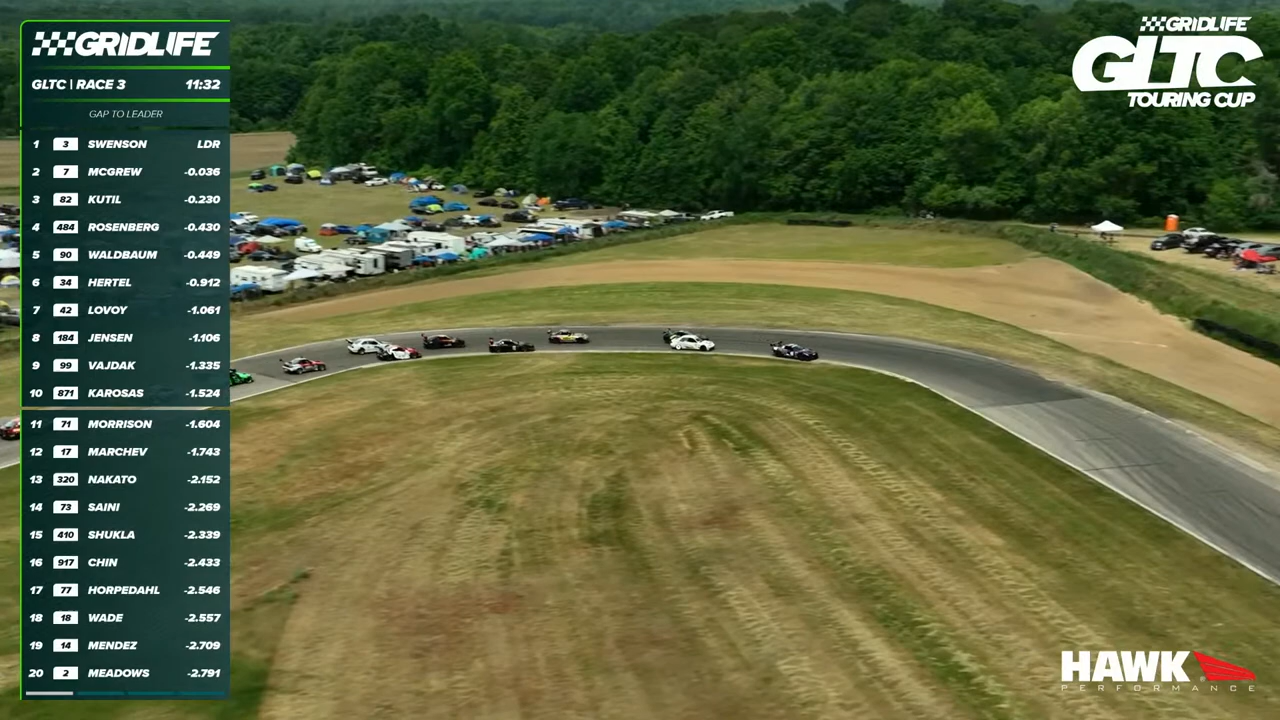 GRIDLIFE
GLTC | RACE 3 11:32
GAP TO LEADER
1 3 SWENSON LDR
2 7 MCGREW -0.036
3 82 KUTIL -0.230
4 484 ROSENBERG -0.430
5 90 WALDBAUM -0.449
6 34 HERTEL -0.912
7 42 LOVOY -1.061
8 184 JENSEN -1.106
9 99 VAJDAK -1.335
10 871 KAROSAS -1.524
11 71 MORRISON -1.604
12 17 MARCHEV -1.743
13 320 NAKATO -2.152
14 73 SAINI -2.269
15 410 SHUKLA -2.339
16 917 CHIN -2.433
17 77 HORPEDAHL -2.546
18 18 WADE -2.557
19 14 MENDEZ -2.709
20 2 MEADOWS -2.791
GRIDLIFE
GLTC
TOURING CUP
HAWK
PERFORMANCE